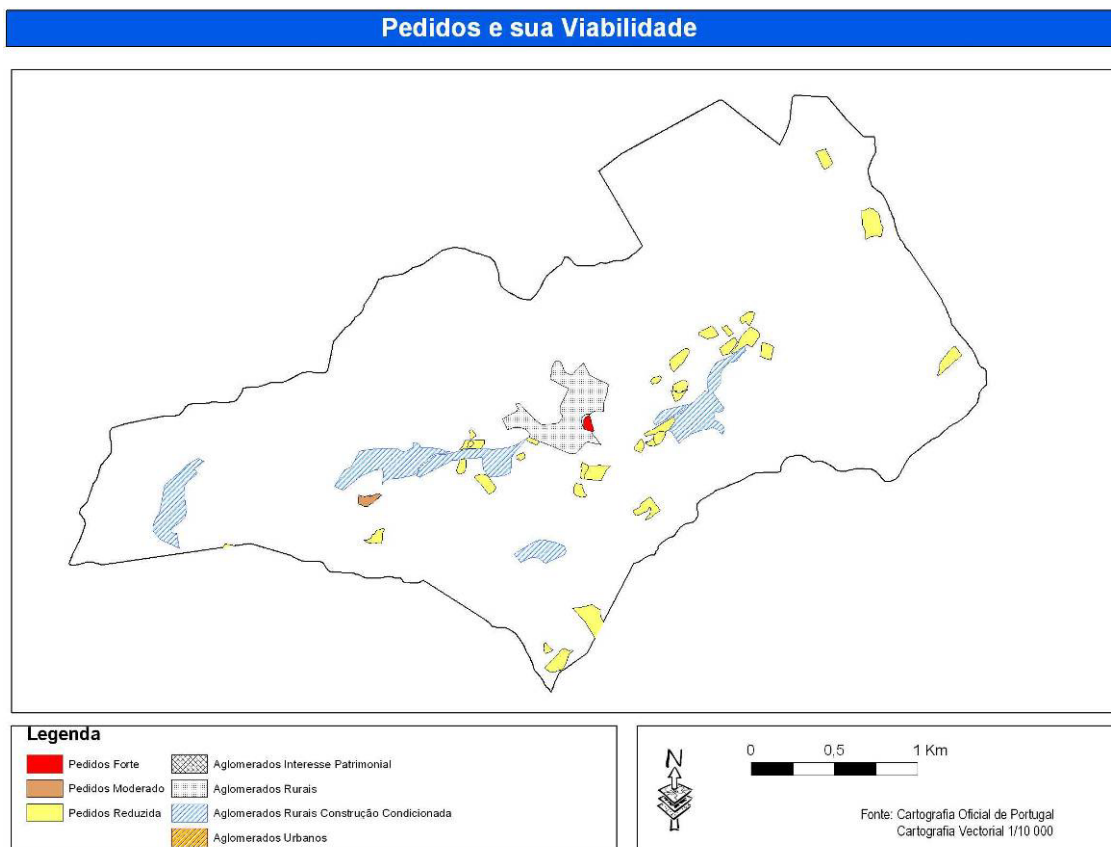 Pedidos e sua Viabilidade
Legenda
Pedidos Forte
Pedidos Moderado
Pedidos Reduzida
Aglomerados Interesse Patrimonial
Aglomerados Rurais
Aglomerados Rurais Construção Condicionada
Aglomerados Urbanos
N
0 0,5 1 Km
Fonte: Cartografia Oficial de Portugal
Cartografia Vectorial 1/10 000